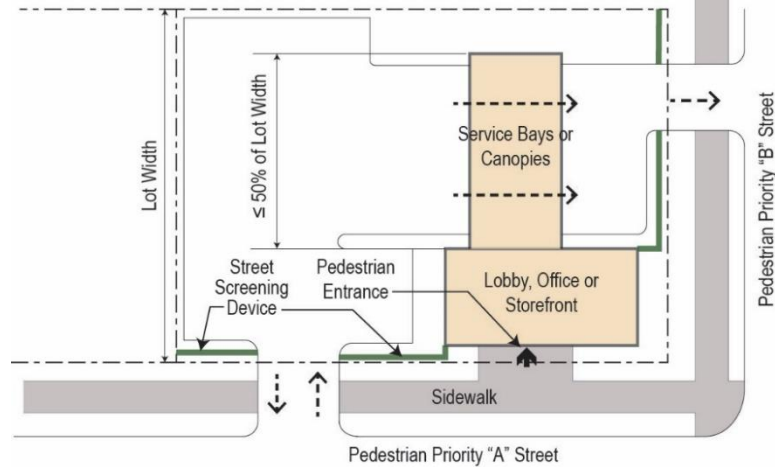 Lot Width
≤ 50% of Lot Width
Service Bays or
Canopies
Pedestrian Priority "B" Street
Street
Screening
Device
Pedestrian
Entrance
Lobby, Office or
Storefront
Sidewalk
Pedestrian Priority "A" Street